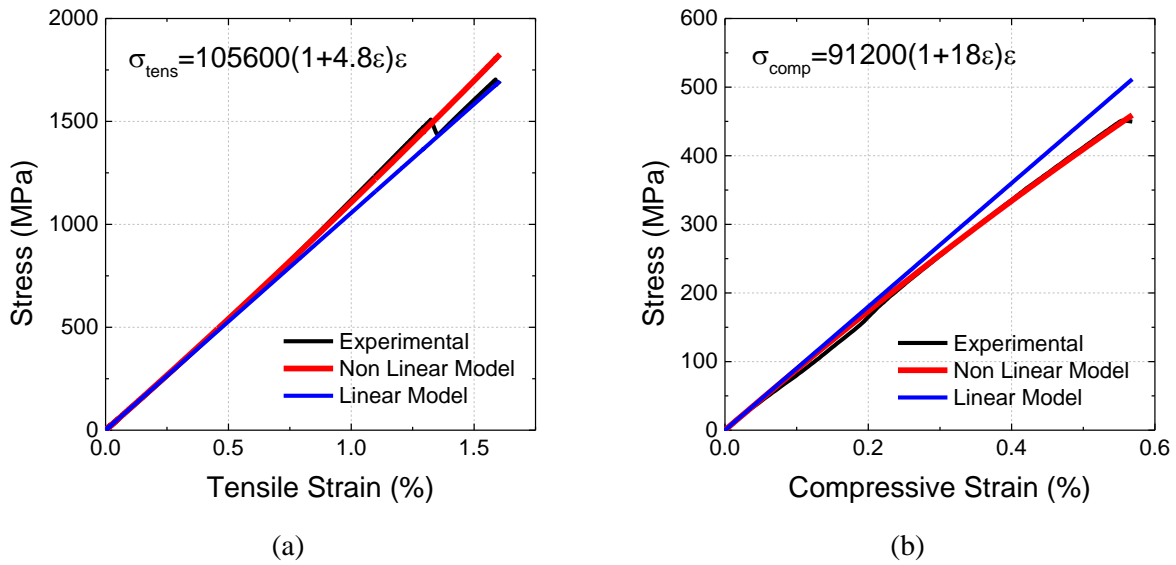 σtens=105600(1+4.8ε)ε
2000
1500
1000
500
0
Stress (MPa)
Experimental
Non Linear Model
Linear Model
0.0 0.5 1.0 1.5
Tensile Strain (%)
(a)
σcomp=91200(1+18ε)ε
600
500
400
300
200
100
0
Stress (MPa)
Experimental
Non Linear Model
Linear Model
0.0 0.2 0.4 0.6
Compressive Strain (%)
(b)